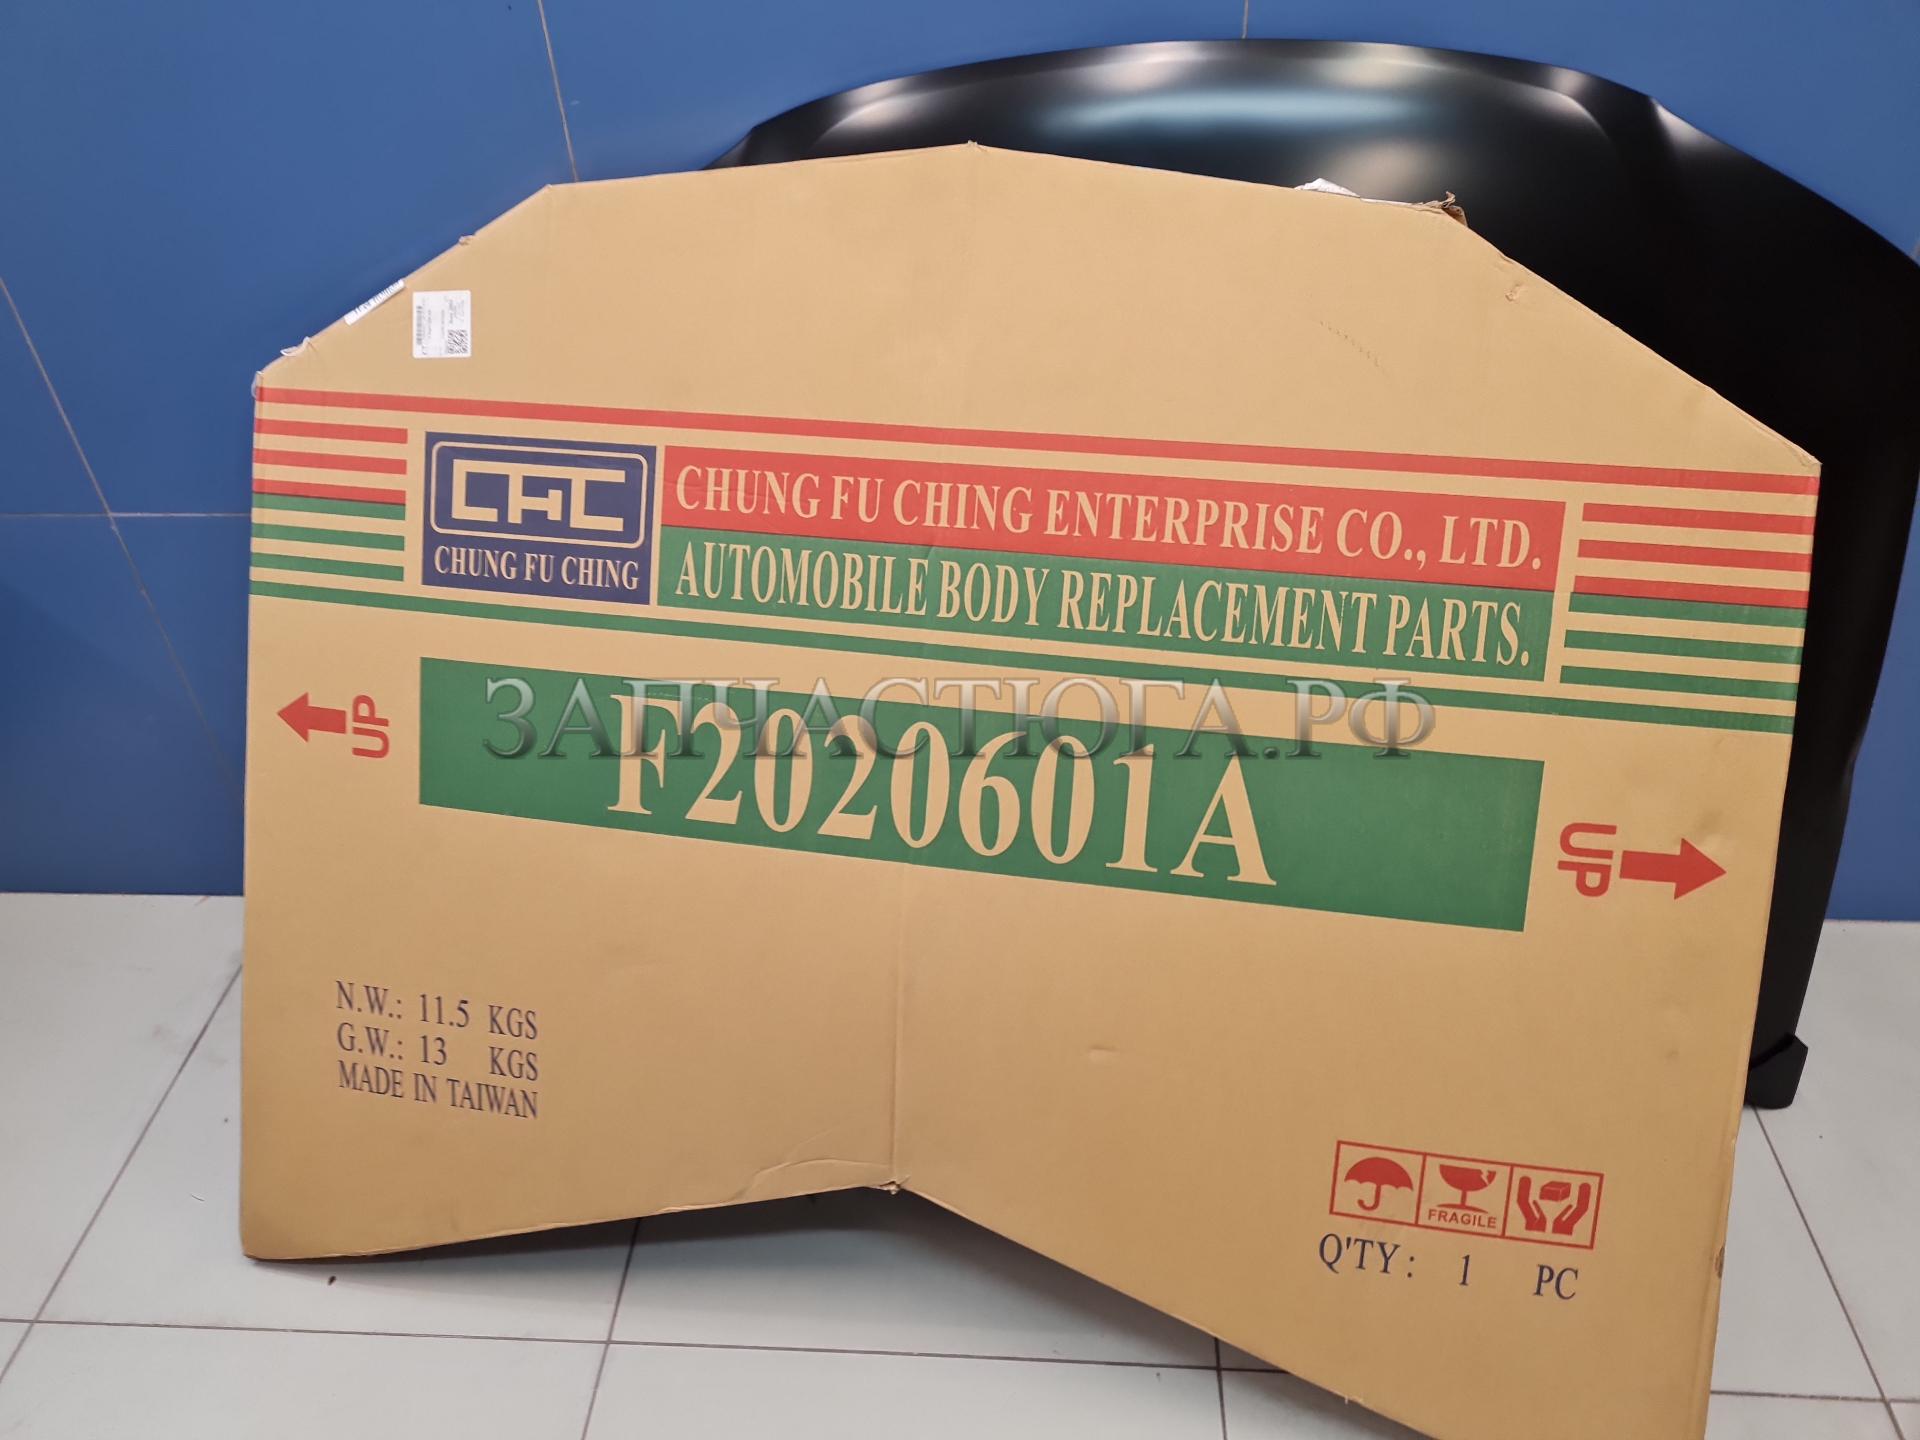 CFC
CHUNG FU CHING
CHUNG FU CHING ENTERPRISE CO., LTD.
AUTOMOBILE BODY REPLACEMENT PARTS.
UP
ЗАПЧАСТЮГА.РФ
F2020601A
UP
N.W.: 11.5 KGS
G.W.: 13 KGS
MADE IN TAIWAN
FRAGILE
Q'TY: 1 PC